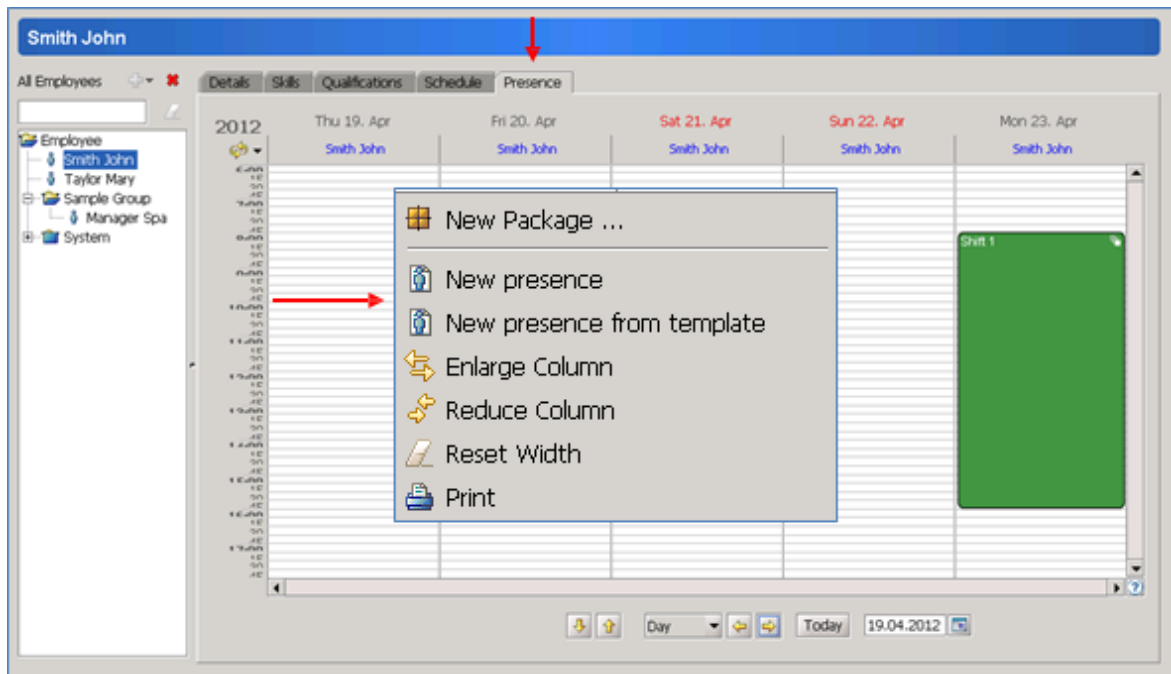 Smith John
All Employees
Details Skills Qualifications Schedule Presence
Employee
Smith John
Taylor Mary
Sample Group
Manager Spa
System
2012
Thu 19. Apr Fri 20. Apr Sat 21. Apr Sun 22. Apr Mon 23. Apr
Smith John Smith John Smith John Smith John Smith John
Shift 1
New Package ...
New presence
New presence from template
Enlarge Column
Reduce Column
Reset Width
Print
Day Today 19.04.2012